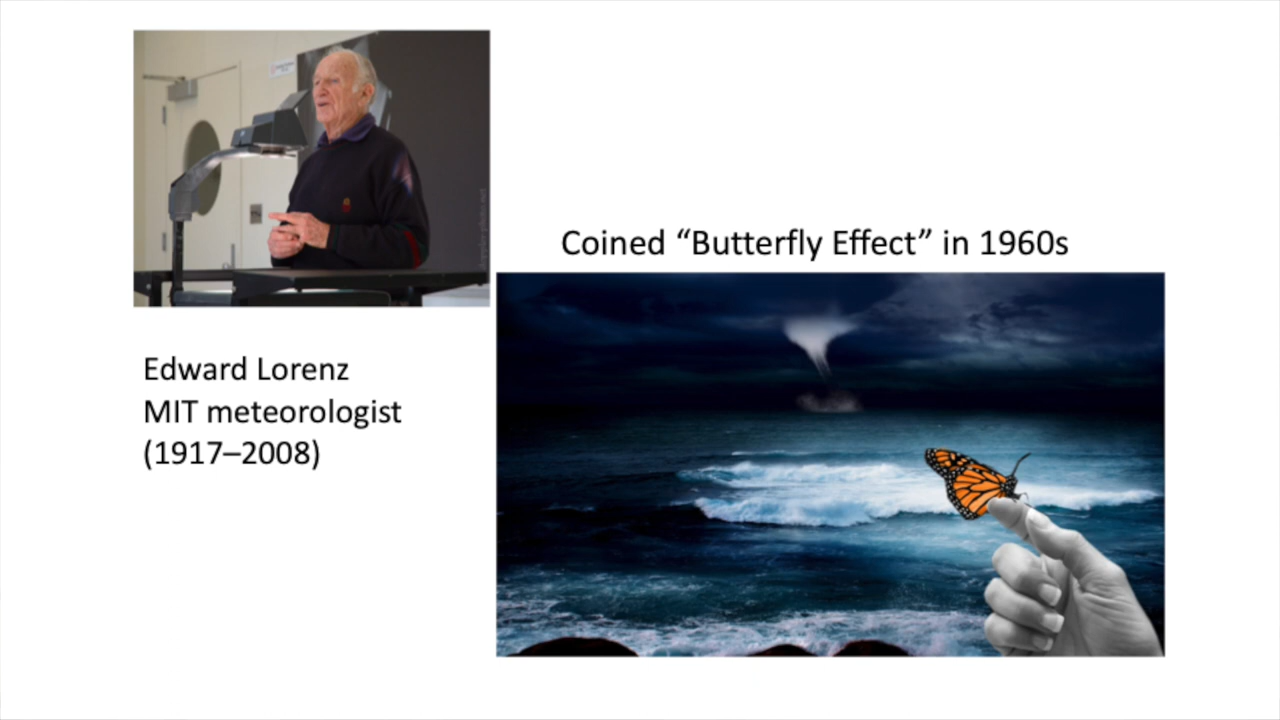 Coined “Butterfly Effect” in 1960s
Edward Lorenz
MIT meteorologist
(1917–2008)